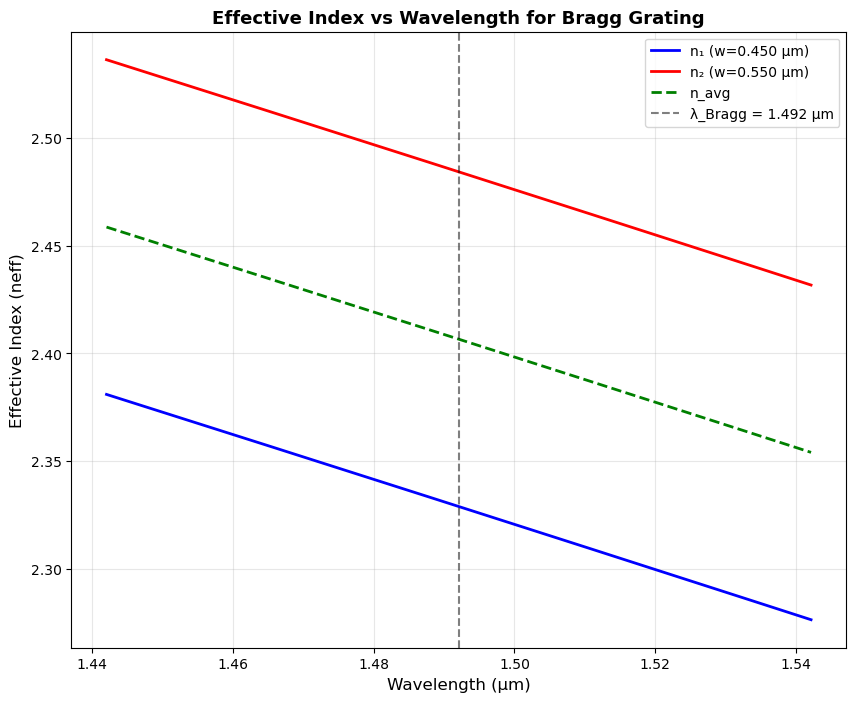 Effective Index vs Wavelength for Bragg Grating
n₁ (w=0.450 μm)
n₂ (w=0.550 μm)
n_avg
λ_Bragg = 1.492 μm
Effective Index (neff)
2.50
2.45
2.40
2.35
2.30
1.44 1.46 1.48 1.50 1.52 1.54
Wavelength (μm)